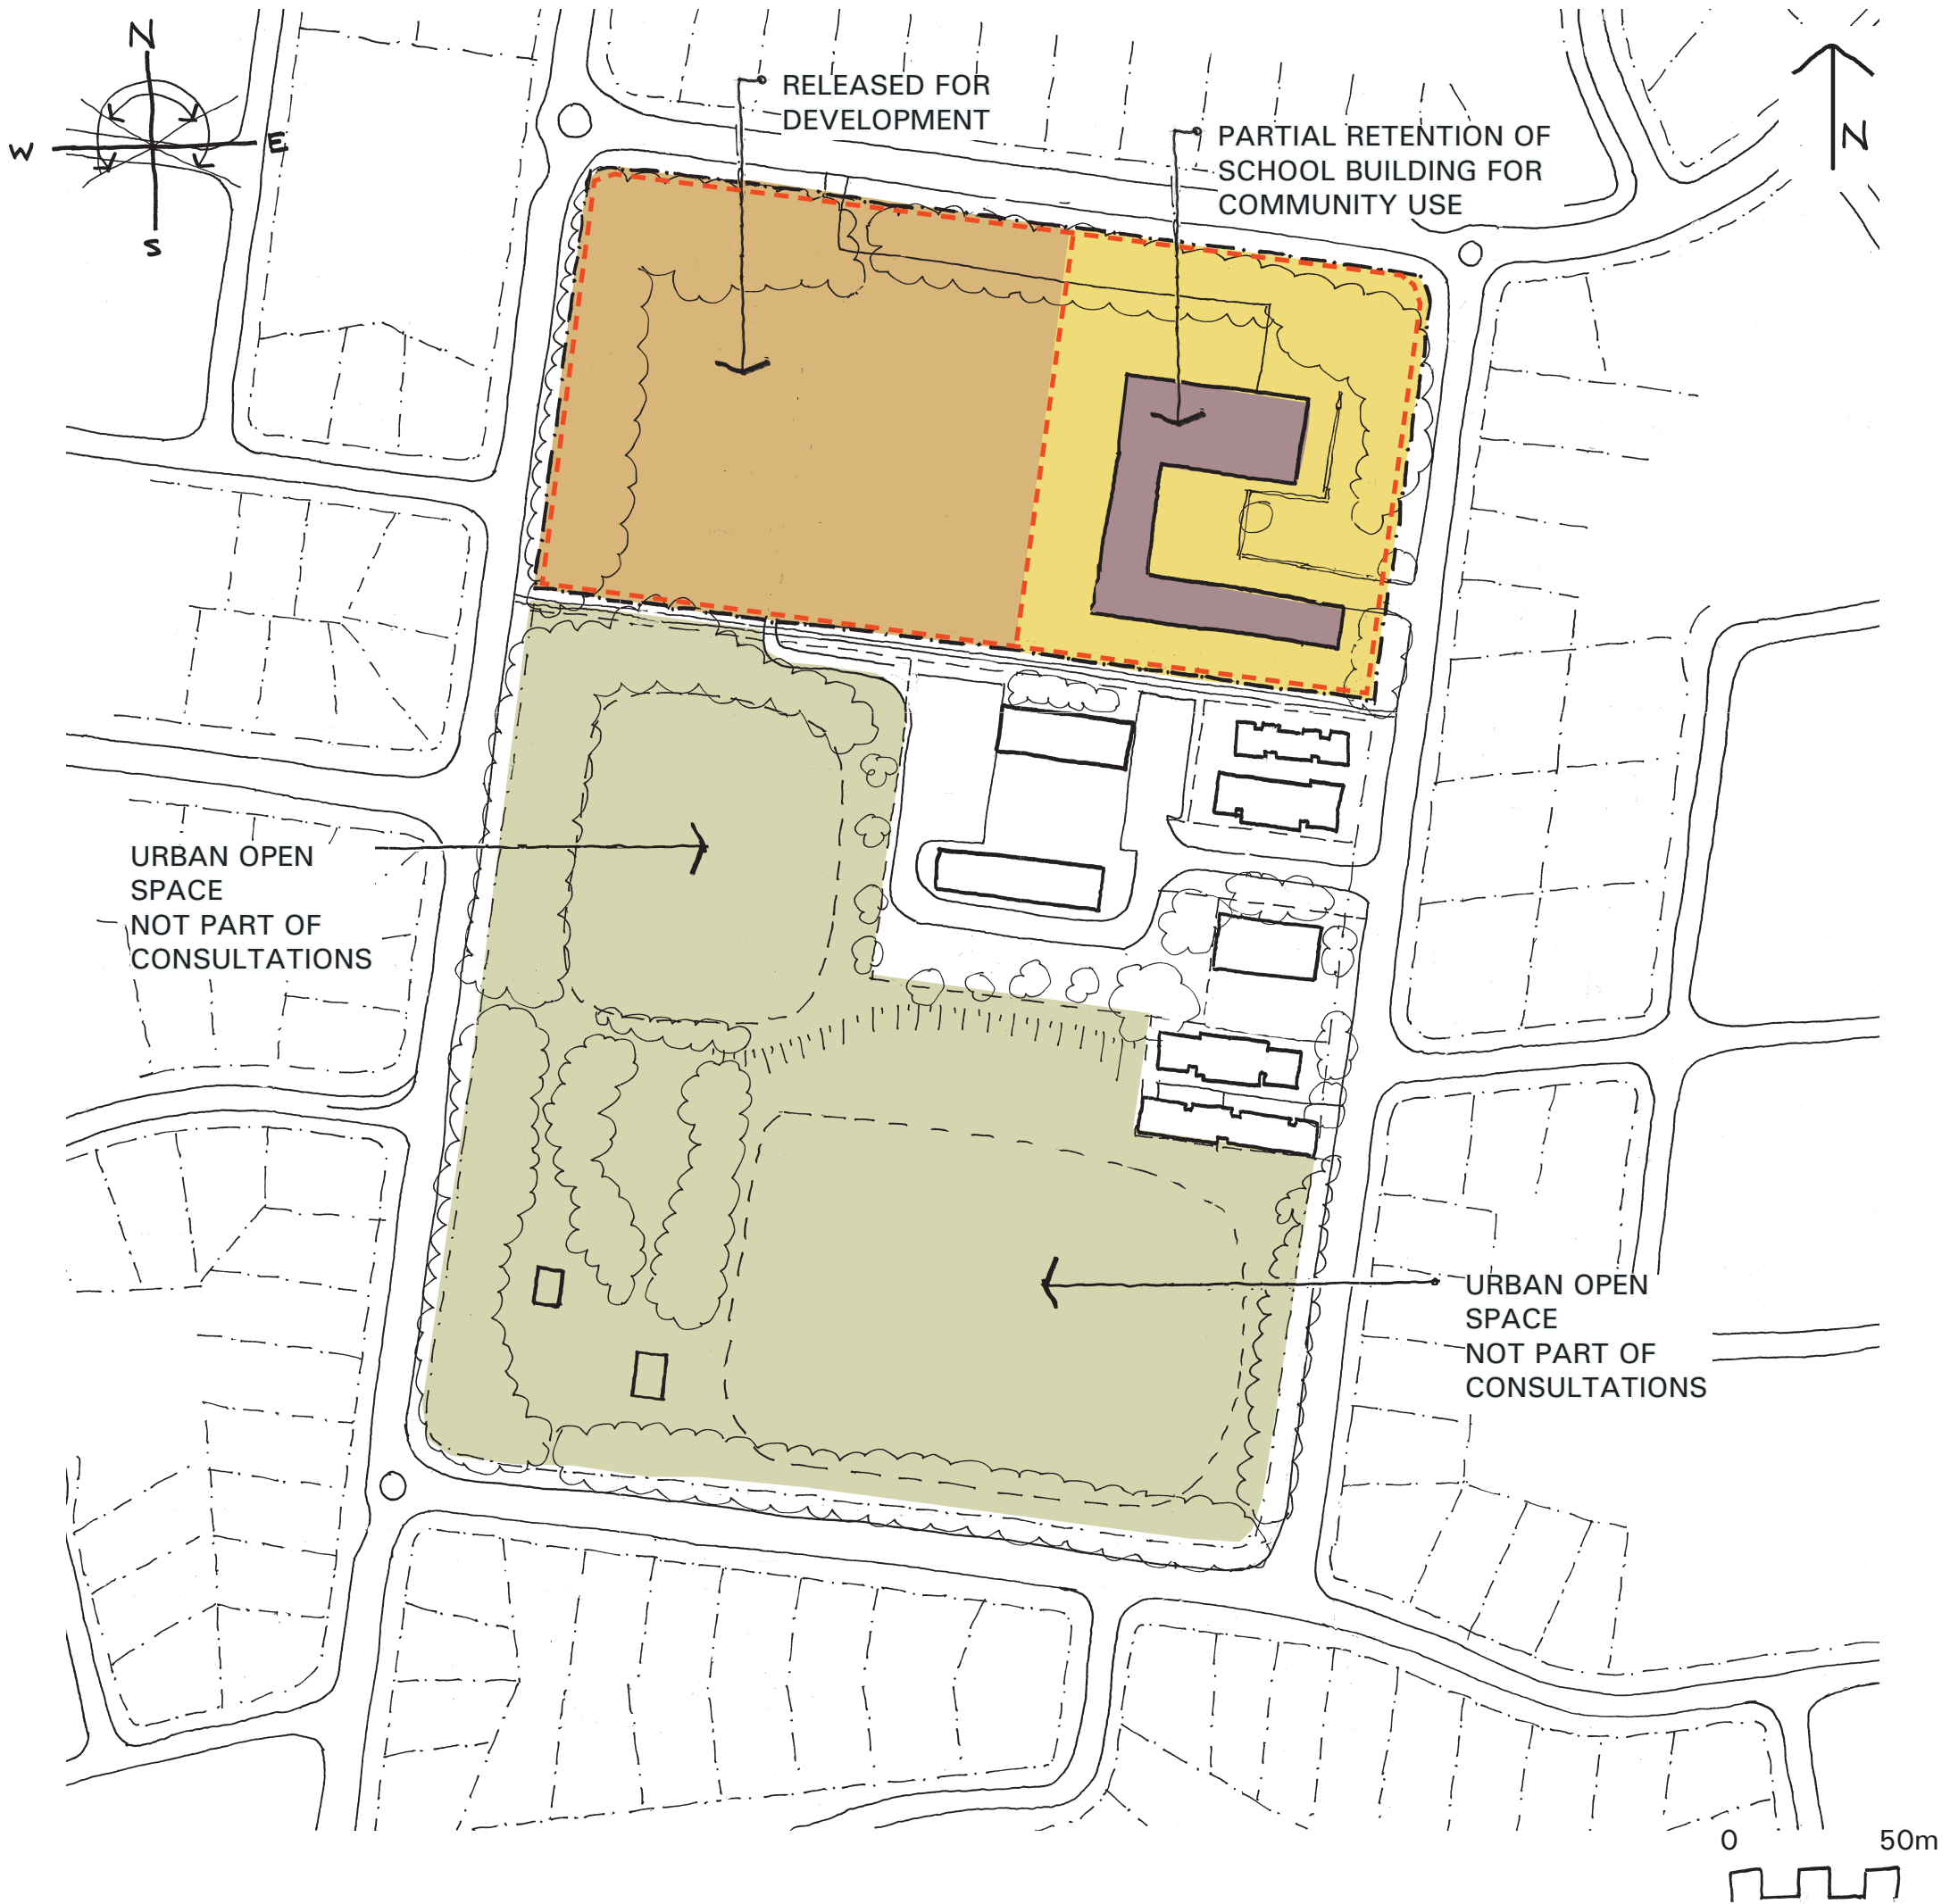 N
W
E
S
RELEASED FOR
DEVELOPMENT
PARTIAL RETENTION OF
SCHOOL BUILDING FOR
COMMUNITY USE
N
URBAN OPEN
SPACE
NOT PART OF
CONSULTATIONS
URBAN OPEN
SPACE
NOT PART OF
CONSULTATIONS
0 50m